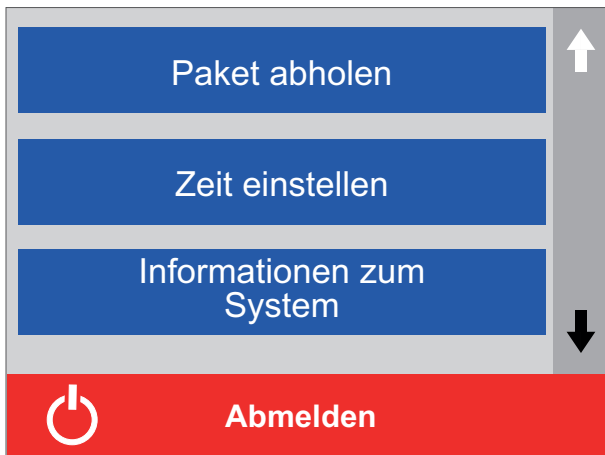 Paket abholen
Zeit einstellen
Informationen zum
System
Abmelden